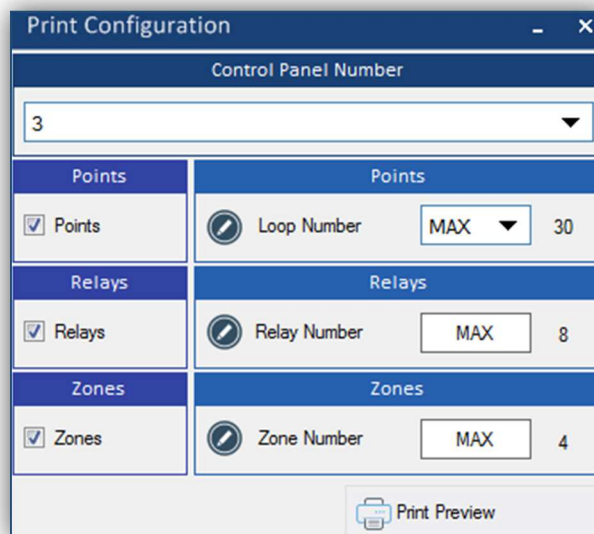 Print Configuration
Control Panel Number
3
Points Points
Points Loop Number MAX 30
Relays Relays
Relays Relay Number MAX 8
Zones Zones
Zones Zone Number MAX 4
Print Preview